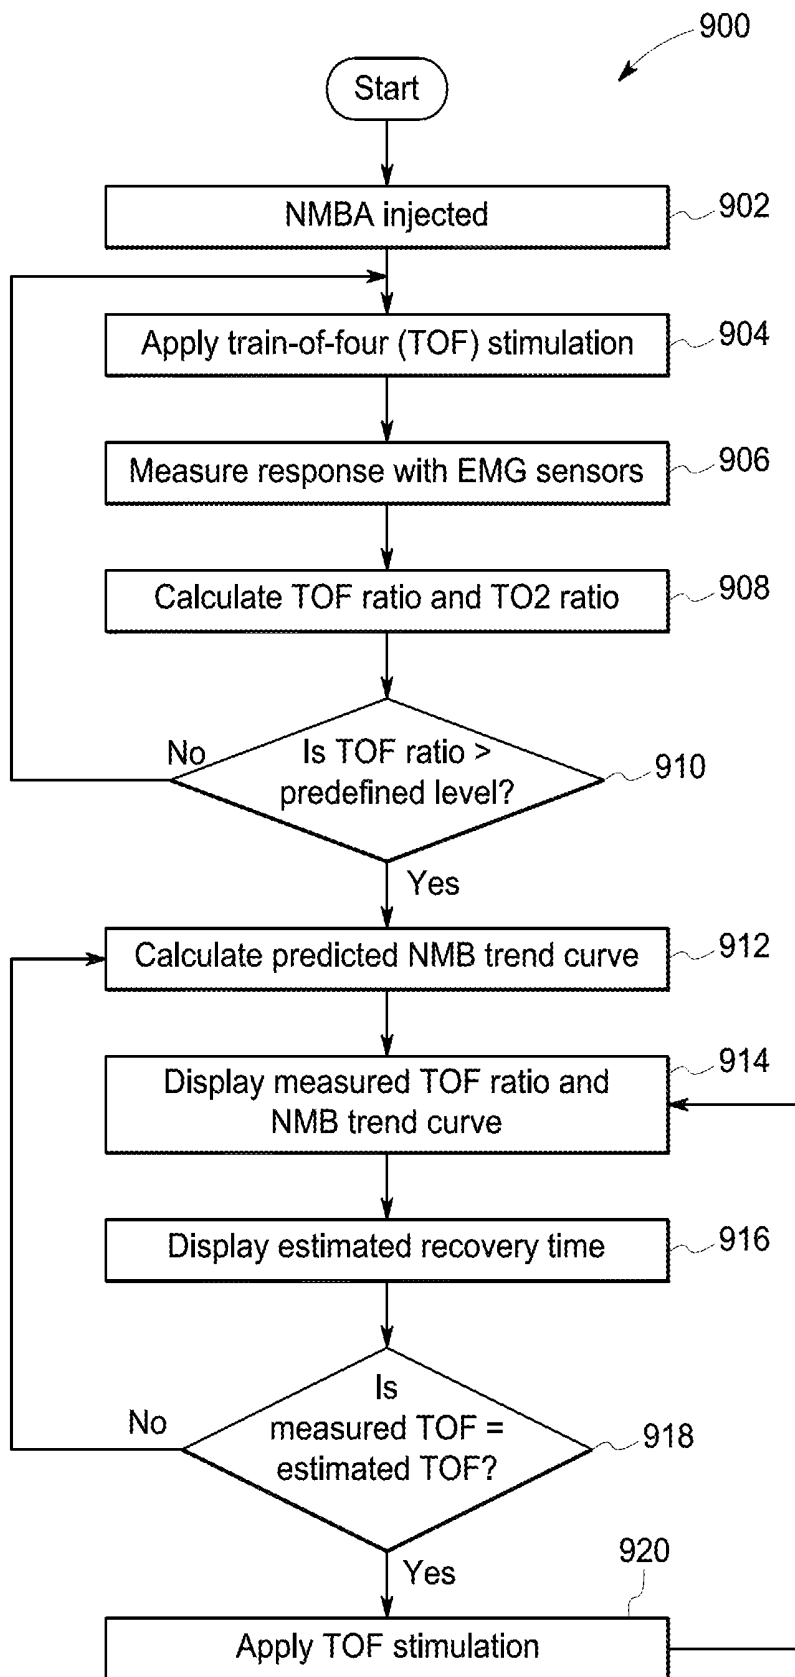 900
Start
NMBA injected
902
Apply train-of-four (TOF) stimulation
904
Measure response with EMG sensors
906
Calculate TOF ratio and TO2 ratio
908
No
Is TOF ratio >
predefined level?
910
Yes
Calculate predicted NMB trend curve
912
Display measured TOF ratio and
NMB trend curve
914
Display estimated recovery time
916
No
Is
measured TOF =
estimated TOF?
918
Yes
920
Apply TOF stimulation